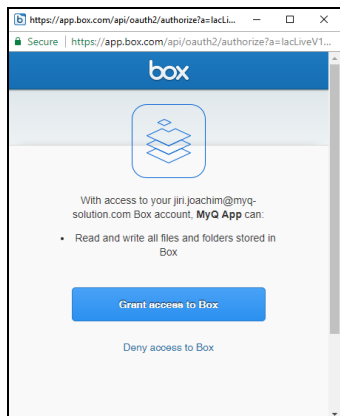 https://app.box.com/api/oauth2/authorize?a=lacLi...
Secure | https://app.box.com/api/oauth2/authorize?a=lacLiveV1...
box
With access to your jiri.joachim@myq-
solution.com Box account, MyQ App can:
• Read and write all files and folders stored in
Box
Grant access to Box
Deny access to Box